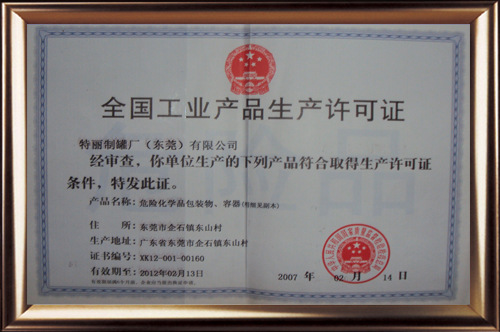 全国工业产品生产许可证
特丽制罐厂（东莞）有限公司
经审查，你单位生产的下列产品符合取得生产许可证
条件，特发此证。
产品名称：危险化学品包装物、容器(明细见副本)
住 所：东莞市企石镇东山村
生产地址：广东省东莞市企石镇东山村
证书编号：XK12-001-00160
有效期至：2012年02月13日
2007 年 02 月 14 日